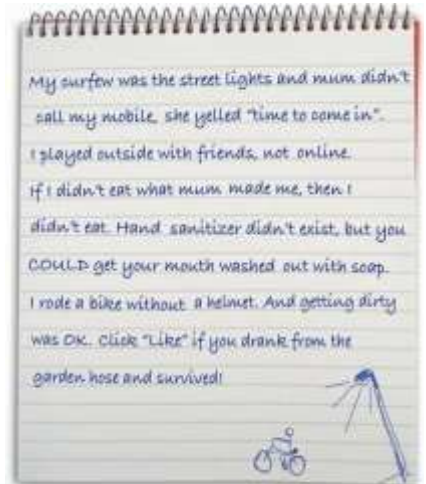 My curfew was the street lights and mum didn't
call my mobile, she yelled "time to come in".
I played outside with friends, not online.
If I didn't eat what mum made me, then I
didn't eat. Hand sanitizer didn't exist, but you
COULD get your mouth washed out with soap.
I rode a bike without a helmet. And getting dirty
was OK. Click "Like" if you drank from the
garden hose and survived!